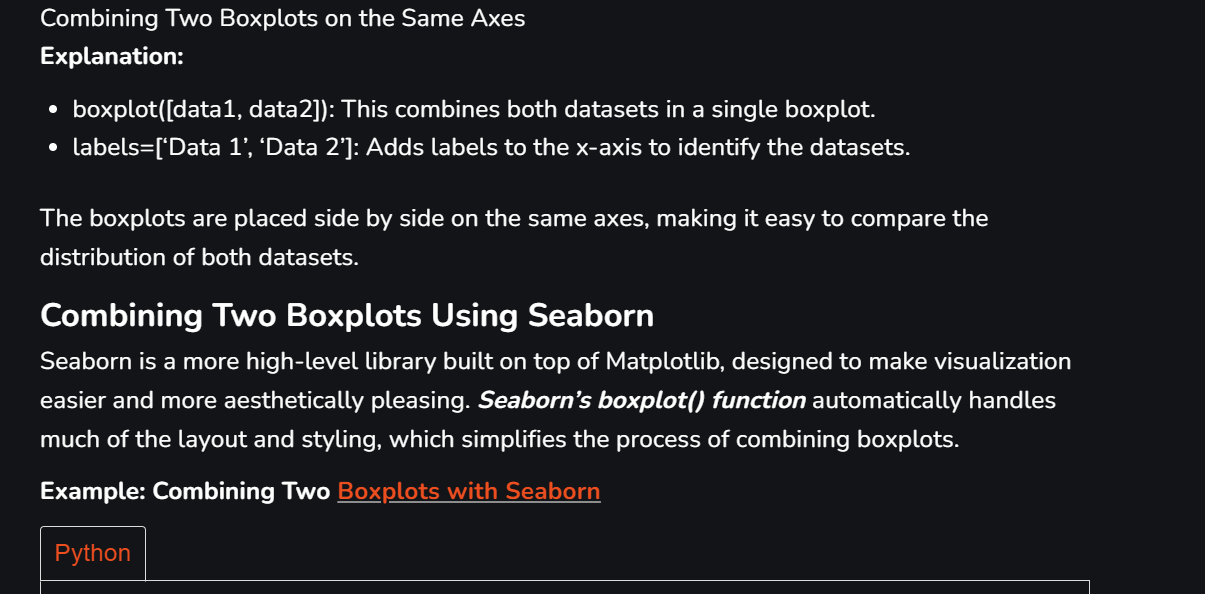 Combining Two Boxplots on the Same Axes
Explanation:
• boxplot([data1, data2]): This combines both datasets in a single boxplot.
• labels=[‘Data 1’, ‘Data 2’]: Adds labels to the x-axis to identify the datasets.
The boxplots are placed side by side on the same axes, making it easy to compare the
distribution of both datasets.
Combining Two Boxplots Using Seaborn
Seaborn is a more high-level library built on top of Matplotlib, designed to make visualization
easier and more aesthetically pleasing. Seaborn’s boxplot() function automatically handles
much of the layout and styling, which simplifies the process of combining boxplots.
Example: Combining Two Boxplots with Seaborn
Python